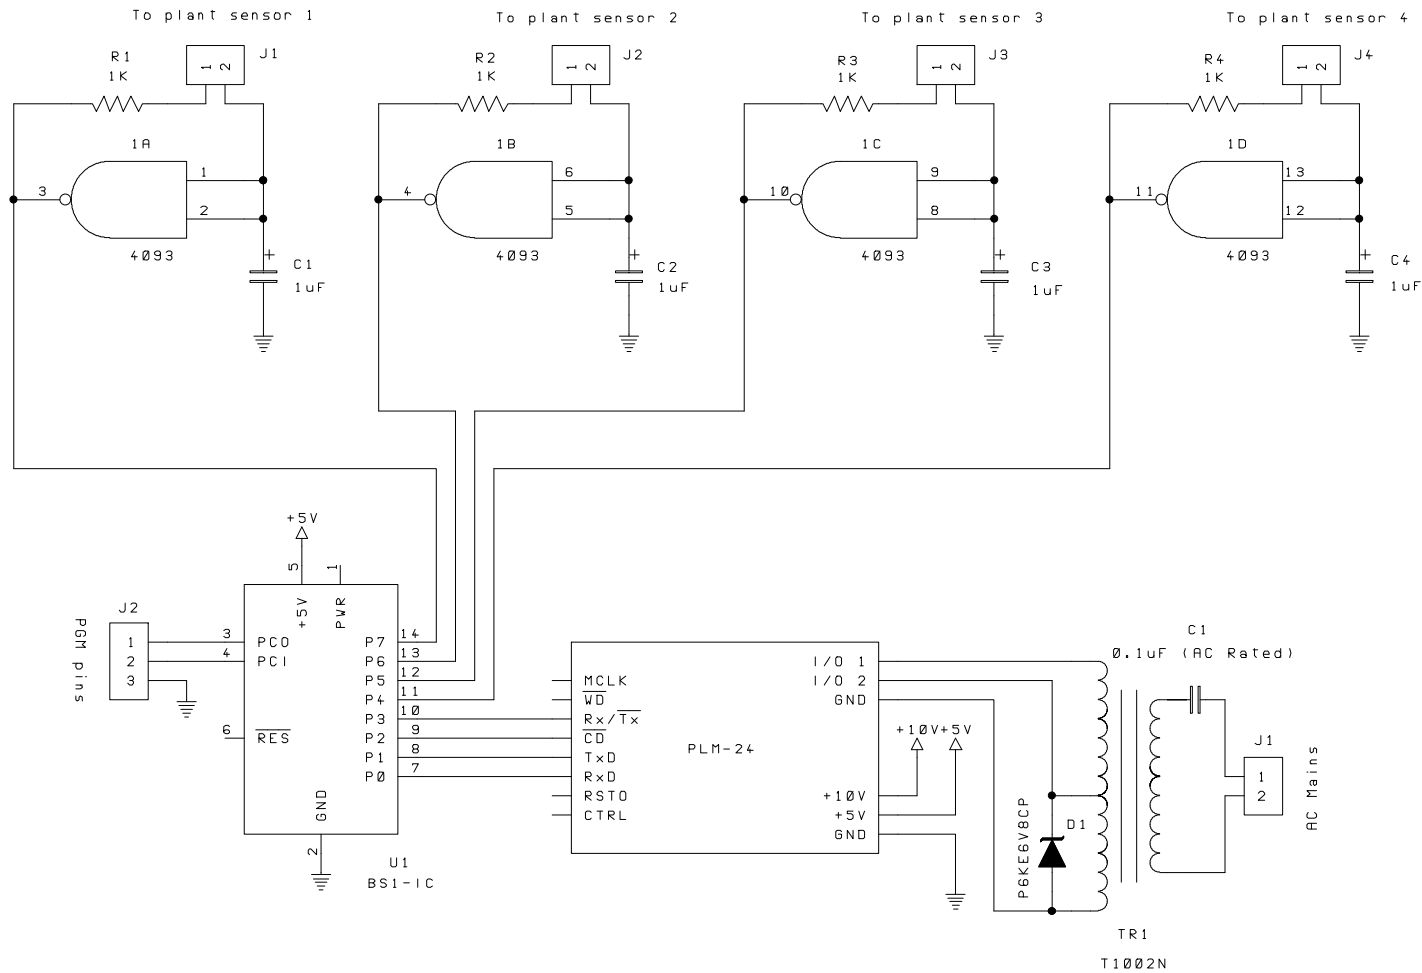 To plant sensor 1
To plant sensor 2
To plant sensor 3
To plant sensor 4
R1
1K
1 2
J1
R2
1K
1 2
J2
R3
1K
1 2
J3
R4
1K
1 2
J4
1A
3
1
2
4093
+
C1
1uF
1B
4
6
5
4093
+
C2
1uF
1C
10
9
8
4093
+
C3
1uF
1D
11
13
12
4093
+
C4
1uF
+5V
5
1
+5V
PWR
J2
PGM pins
1
2
3
3 PCO
4 PCI
6 RES
GND
2
P7 14
P6 13
P5 12
P4 11
P3 10
P2 9
P1 8
P0 7
U1
BS1-IC
MCLK
WD
Rx/Tx
CD
TxD
RxD
RSTO
CTRL
PLM-24
I/O 1
I/O 2
GND
+10V
+5V
GND
+10V +5V
P6KE6V8CP
D1
C1
0.1uF (AC Rated)
J1
1
2
AC Mains
TR1
T1002N